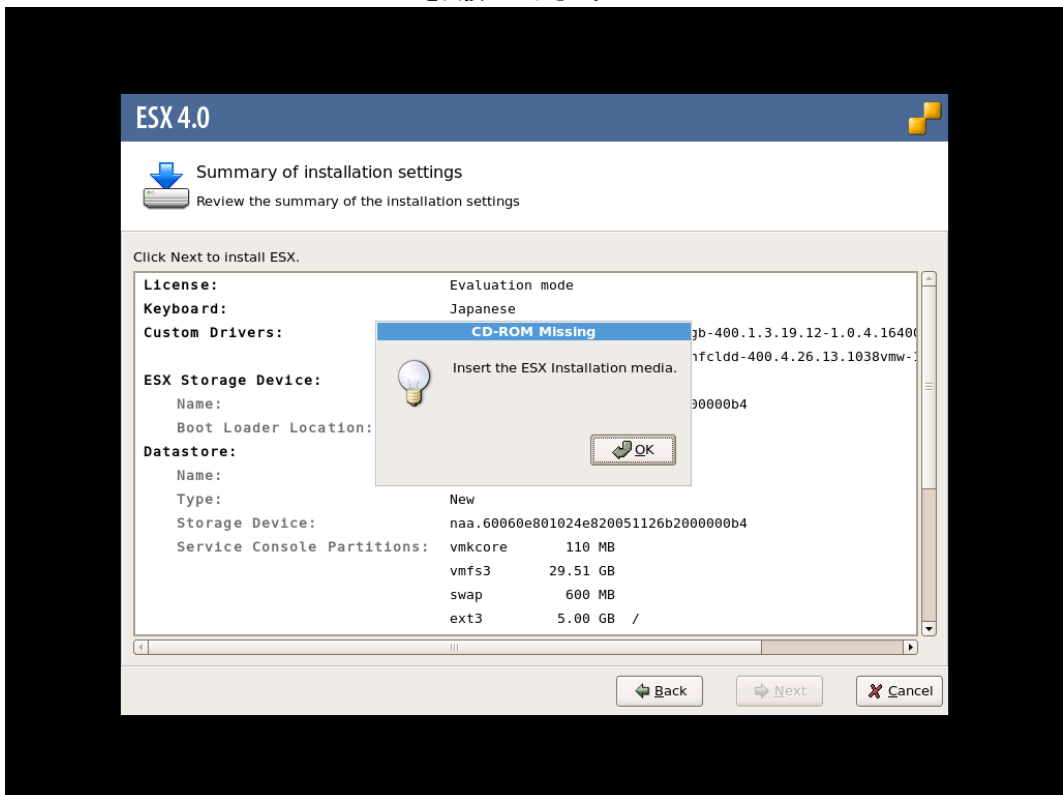 ESX 4.0
Summary of installation settings
Review the summary of the installation settings
Click Next to install ESX.
License: Evaluation mode
Keyboard: Japanese
Custom Drivers: gb-400.1.3.19.12-1.0.4.16400
CD-ROM Missing
Insert the ESX Installation media.
OK
nfcldd-400.4.26.13.1038vmw-1
ESX Storage Device:
Name: 00000b4
Boot Loader Location:
Datastore:
Name:
Type: New
Storage Device: naa.60060e801024e820051126b2000000b4
Service Console Partitions: vmkcore 110 MB
vmfs3 29.51 GB
swap 600 MB
ext3 5.00 GB /
Back Next Cancel